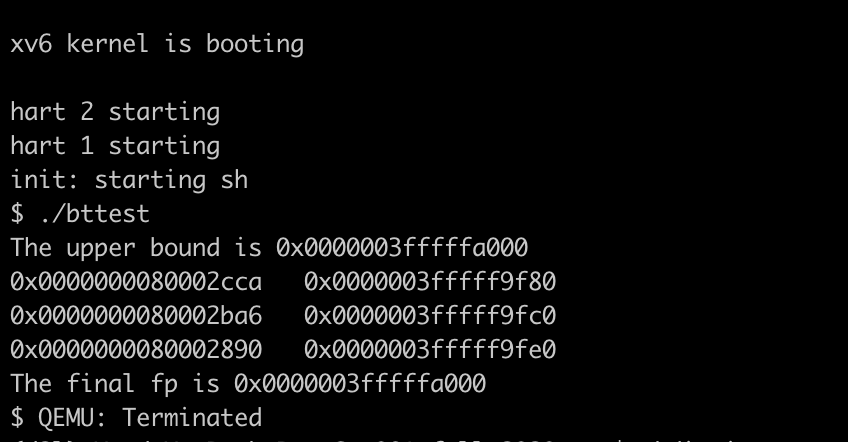 xv6 kernel is booting
hart 2 starting
hart 1 starting
init: starting sh
$ ./bttest
The upper bound is 0x0000003fffffa000
0x0000000080002cca   0x0000003fffff9f80
0x0000000080002ba6   0x0000003fffff9fc0
0x0000000080002890   0x0000003fffff9fe0
The final fp is 0x0000003fffffa000
$ QEMU: Terminated